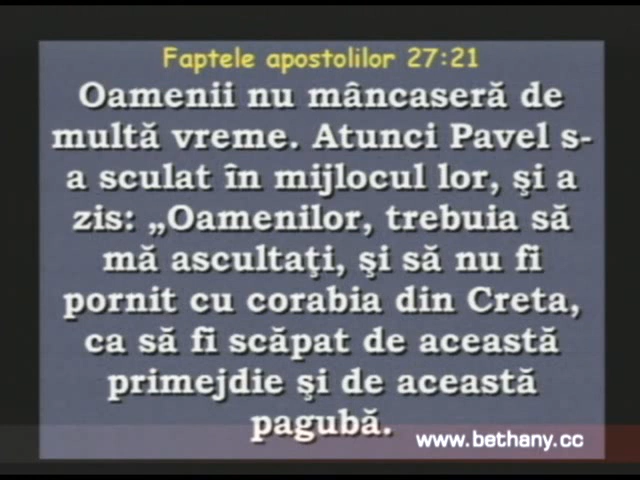 Faptele apostolilor 27:21
Oamenii nu mâncaseră de
multă vreme. Atunci Pavel s-
a sculat în mijlocul lor, şi a
zis: „Oamenilor, trebuia să
mă ascultaţi, şi să nu fi
pornit cu corabia din Creta,
ca să fi scăpat de această
primejdie şi de această
pagubă.
www.bethany.cc